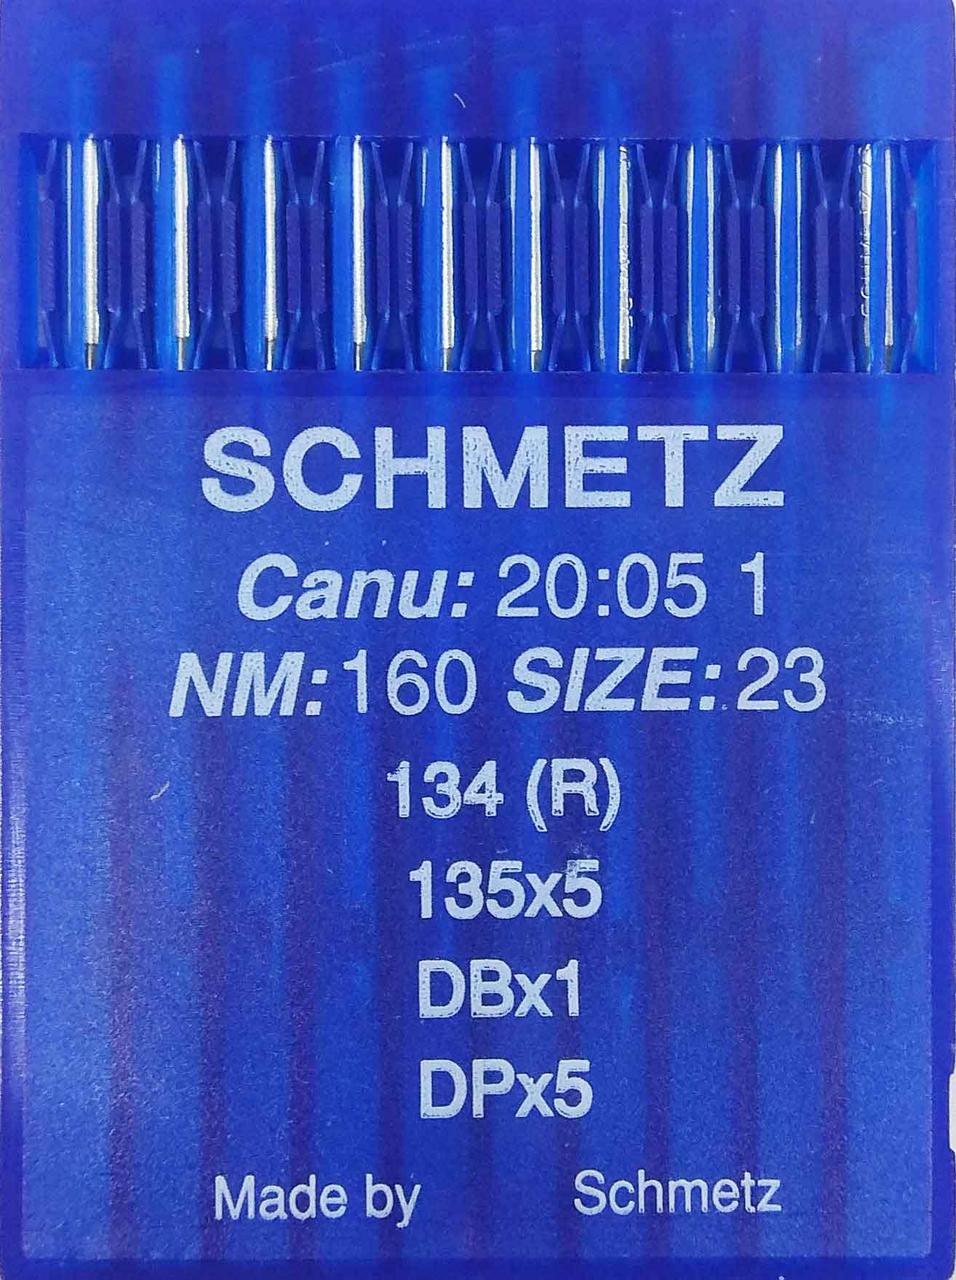 SCHMETZ
Canu: 20:05 1
NM:160 SIZE:23
134 (R)
135x5
DBx1
DPx5
Made by Schmetz